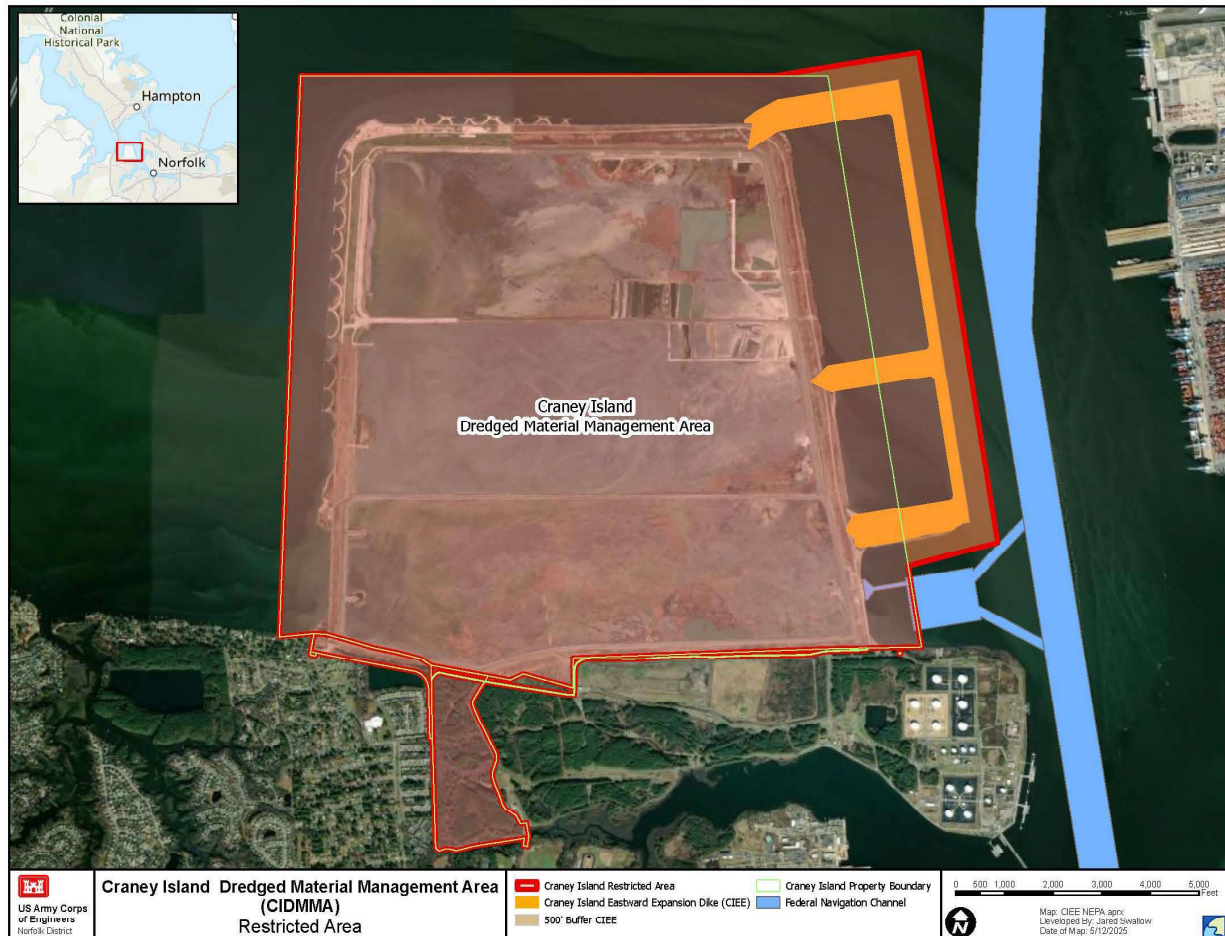 Colonial
National
Historical Park
Hampton
Norfolk
Craney Island
Dredged Material Management Area
US Army Corps
of Engineers
Norfolk District
Craney Island Dredged Material Management Area
(CIDMMA)
Restricted Area
Craney Island Restricted Area
Craney Island Eastward Expansion Dike (CIEE)
500' Buffer CIEE
Craney Island Property Boundary
Federal Navigation Channel
0 500 1,000 2,000 3,000 4,000 5,000
Feet
N
Map: CIEE NEPA.aprx
Developed By: Jared Swallow
Date of Map: 5/12/2025